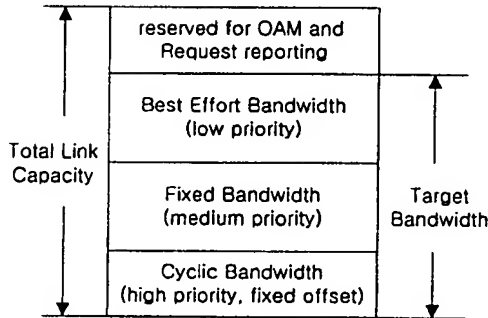 reserved for OAM and
Request reporting
Best Effort Bandwidth
(low priority)
Total Link
Capacity
Fixed Bandwidth
(medium priority)
Target
Bandwidth
Cyclic Bandwidth
(high priority, fixed offset)